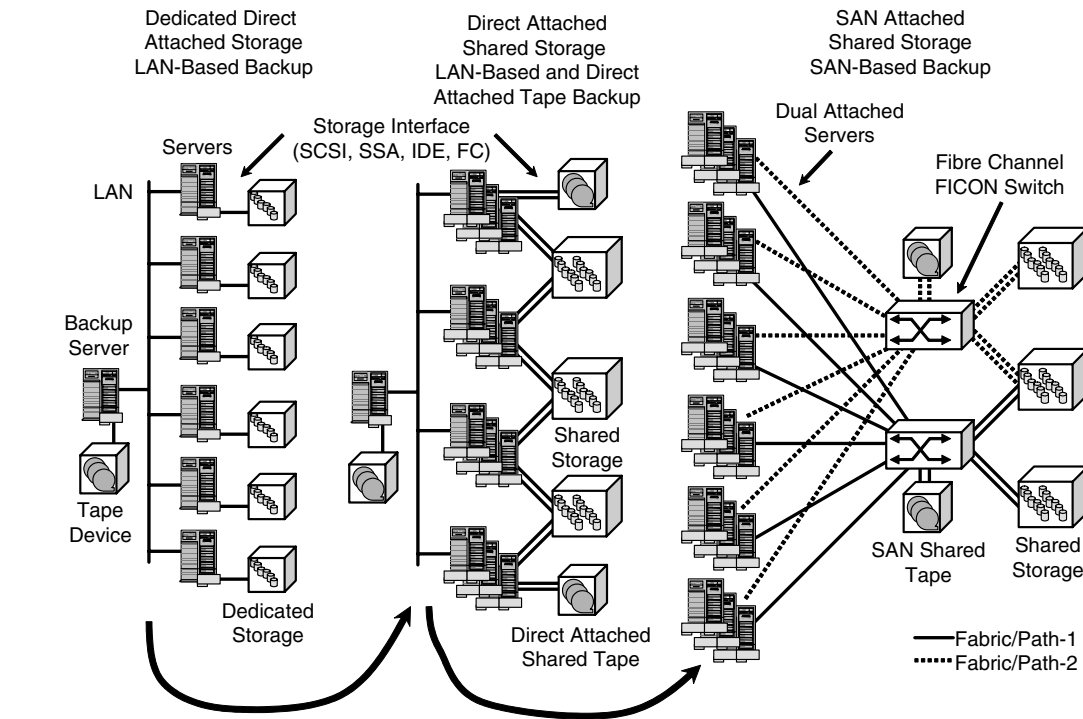 Dedicated Direct
Attached Storage
LAN-Based Backup
Direct Attached
Shared Storage
LAN-Based and Direct
Attached Tape Backup
SAN Attached
Shared Storage
SAN-Based Backup
Storage Interface
(SCSI, SSA, IDE, FC)
Servers
LAN
Backup
Server
Tape
Device
Dedicated
Storage
Shared
Storage
Direct Attached
Shared Tape
Dual Attached
Servers
Fibre Channel
FICON Switch
SAN Shared
Tape
Shared
Storage
Fabric/Path-1
Fabric/Path-2